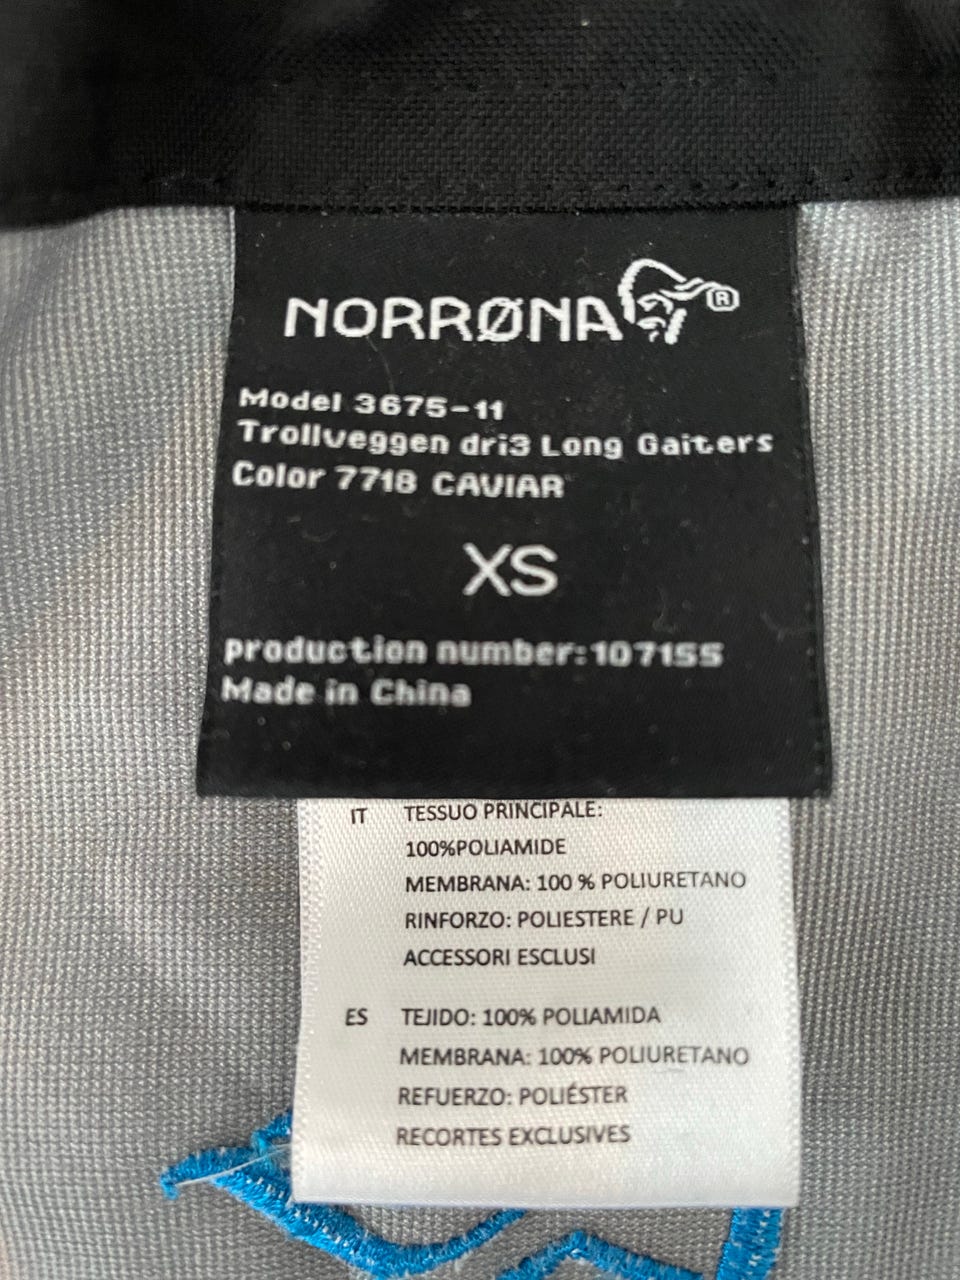 NORRØNA®
Model 3675-11
Trollveggen dri3 Long Gaiters
Color 7718 CAVIAR
XS
production number:107155
Made in China
IT TESSUO PRINCIPALE:
100%POLIAMIDE
MEMBRANA: 100 % POLIURETANO
RINFORZO: POLIESTERE / PU
ACCESSORI ESCLUSI
ES TEJIDO: 100% POLIAMIDA
MEMBRANA: 100% POLIURETANO
REFUERZO: POLIÉSTER
RECORTES EXCLUSIVES